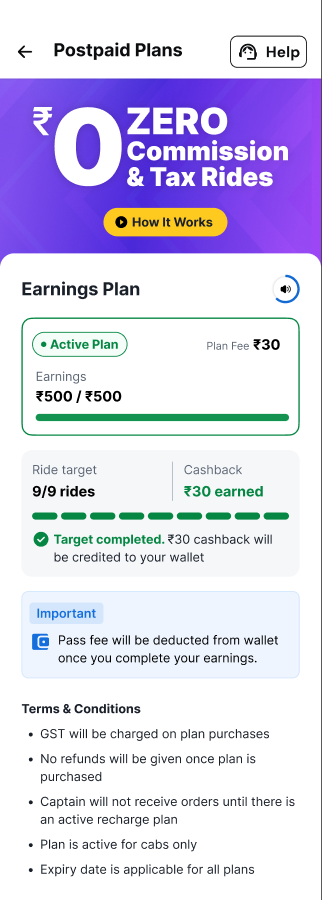 Postpaid Plans
Help
₹0 ZERO
Commission
& Tax Rides
How It Works
Earnings Plan
Active Plan
Plan Fee ₹30
Earnings
₹500 / ₹500
Ride target
Cashback
9/9 rides
₹30 earned
Target completed. ₹30 cashback will
be credited to your wallet
Important
Pass fee will be deducted from wallet
once you complete your earnings.
Terms & Conditions
• GST will be charged on plan purchases
• No refunds will be given once plan is
purchased
• Captain will not receive orders until there is
an active recharge plan
• Plan is active for cabs only
• Expiry date is applicable for all plans